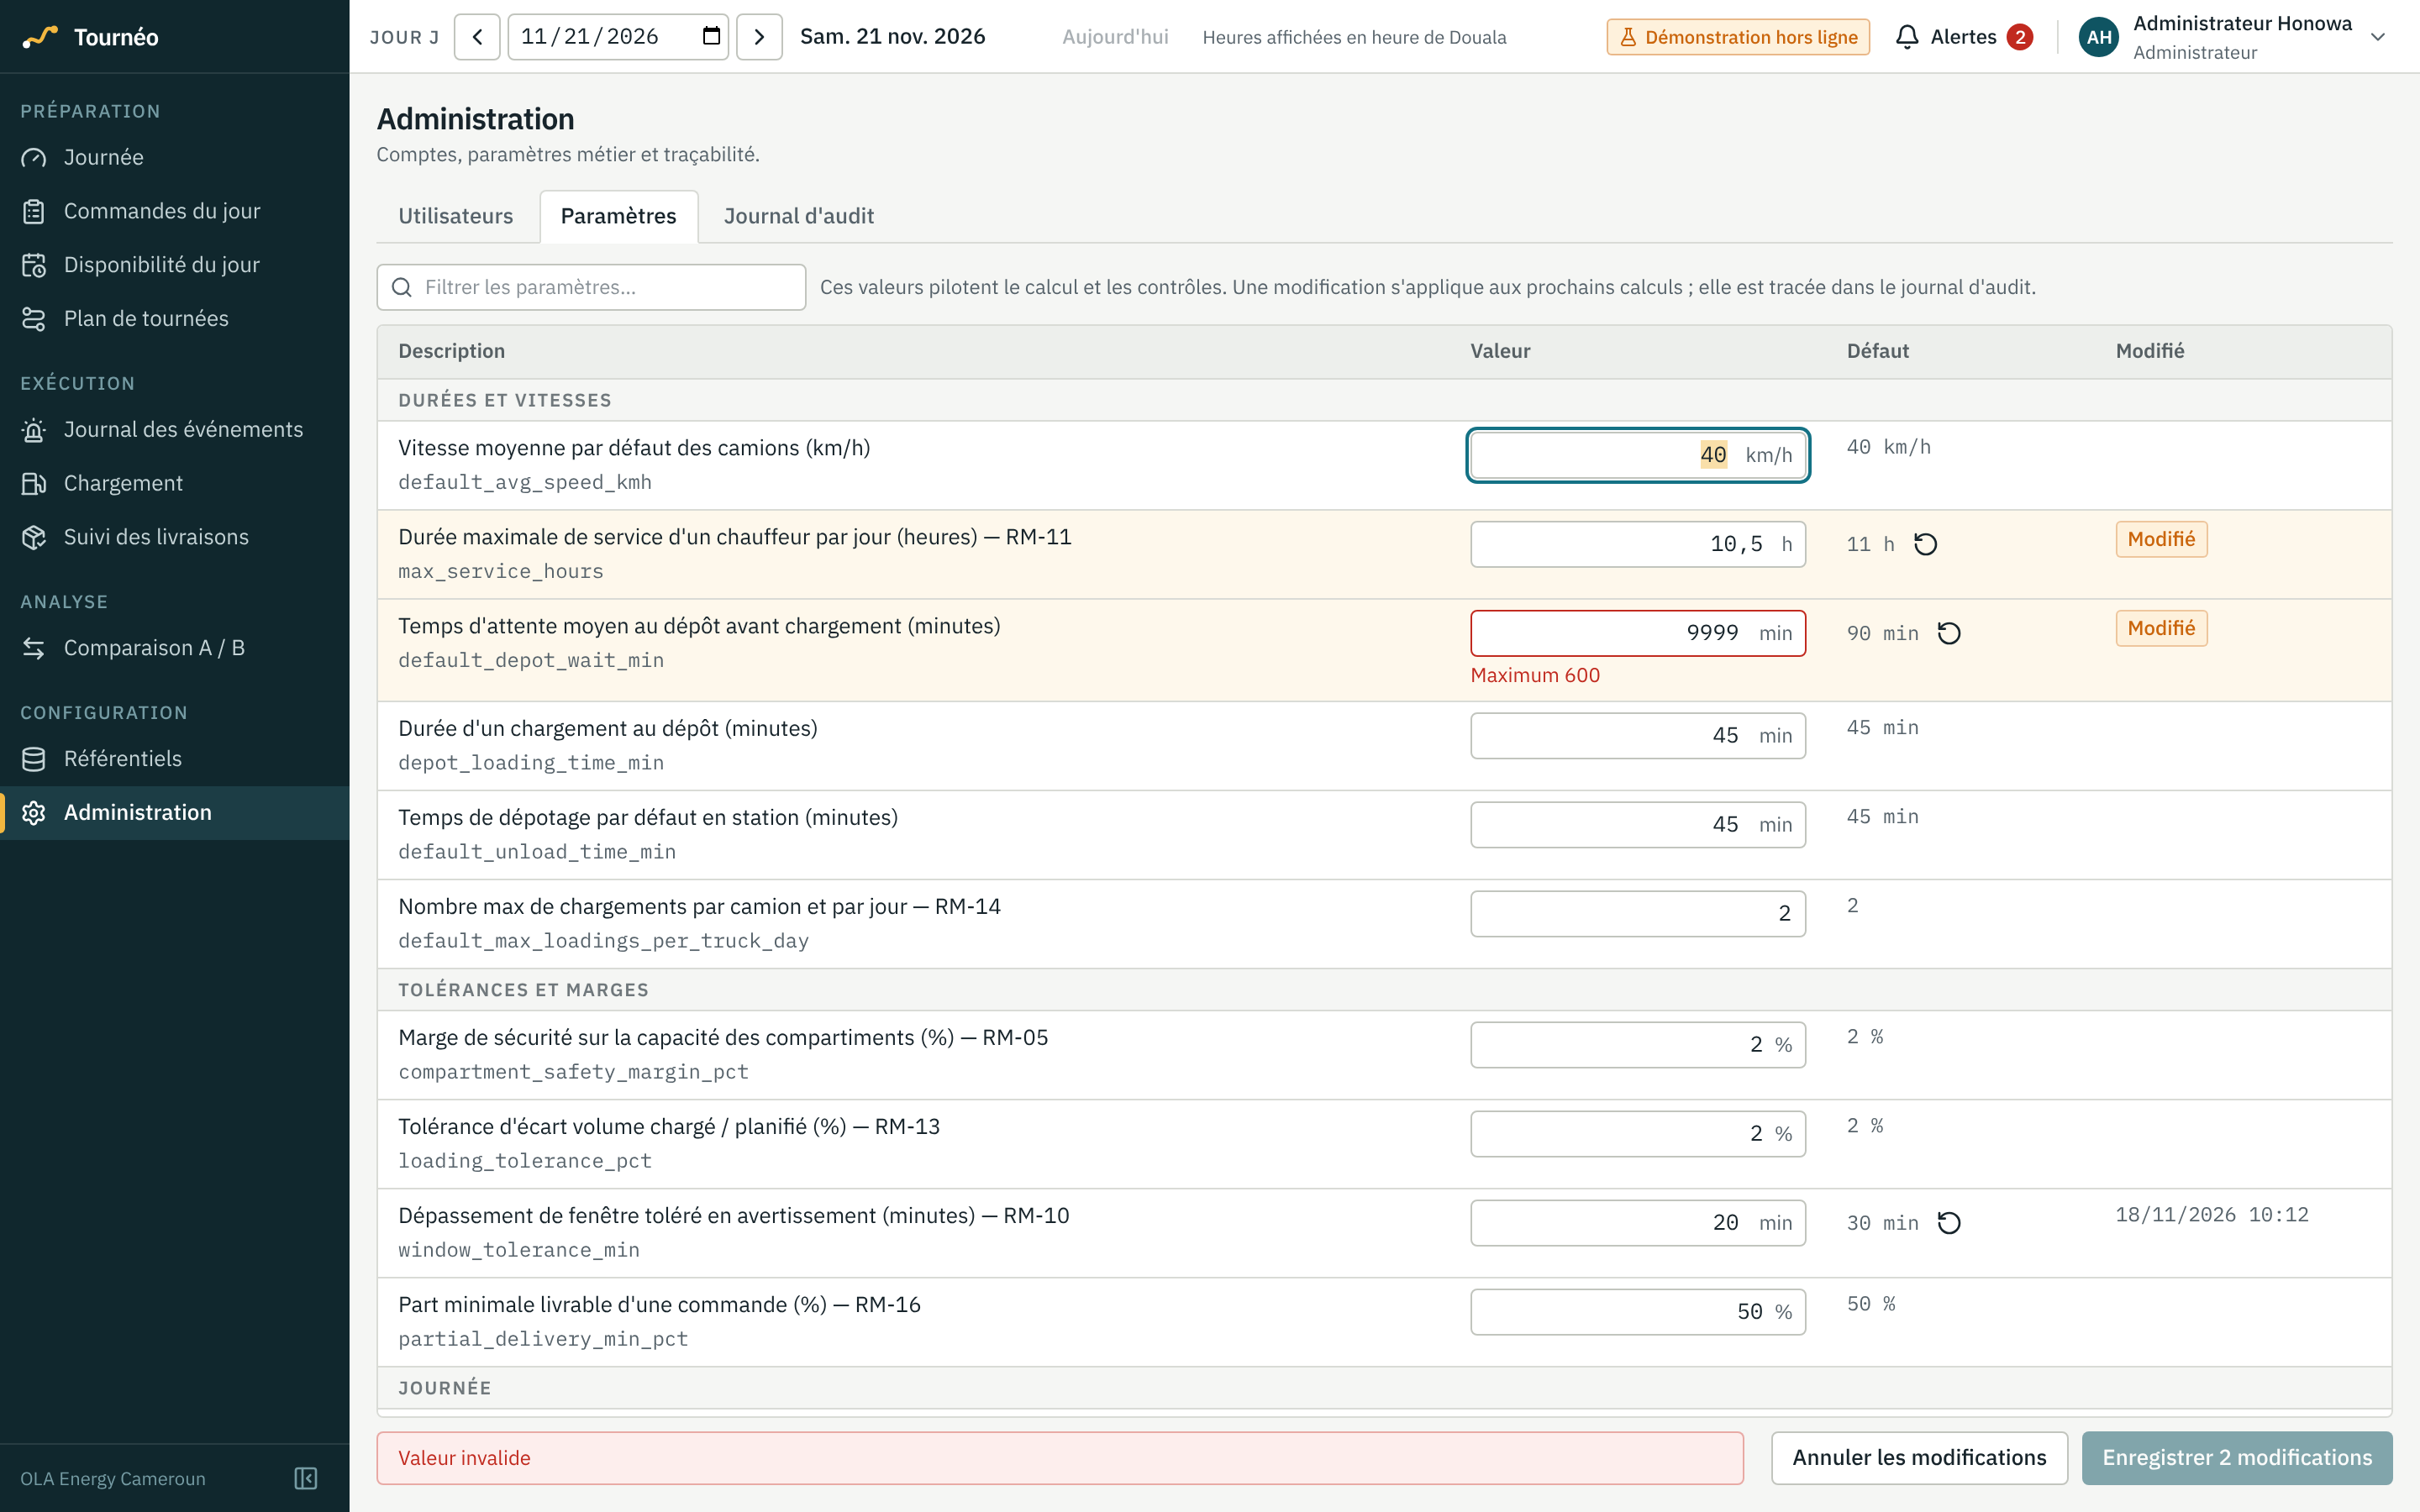 Tournéo
JOUR J
11/21/2026
Sam. 21 nov. 2026
Aujourd'hui
Heures affichées en heure de Douala
Démonstration hors ligne
Alertes 2
AH
Administrateur Honowa
Administrateur
PRÉPARATION
Journée
Commandes du jour
Disponibilité du jour
Plan de tournées
EXÉCUTION
Journal des événements
Chargement
Suivi des livraisons
ANALYSE
Comparaison A / B
CONFIGURATION
Référentiels
Administration
OLA Energy Cameroun
Administration
Comptes, paramètres métier et traçabilité.
Utilisateurs
Paramètres
Journal d'audit
Filtrer les paramètres...
Ces valeurs pilotent le calcul et les contrôles. Une modification s'applique aux prochains calculs ; elle est tracée dans le journal d'audit.
Description Valeur Défaut Modifié
DURÉES ET VITESSES
Vitesse moyenne par défaut des camions (km/h)
default_avg_speed_kmh
40 km/h
40 km/h
Durée maximale de service d'un chauffeur par jour (heures) — RM-11
max_service_hours
10,5 h
11 h
Modifié
Temps d'attente moyen au dépôt avant chargement (minutes)
default_depot_wait_min
9999 min
Maximum 600
90 min
Modifié
Durée d'un chargement au dépôt (minutes)
depot_loading_time_min
45 min
45 min
Temps de dépotage par défaut en station (minutes)
default_unload_time_min
45 min
45 min
Nombre max de chargements par camion et par jour — RM-14
default_max_loadings_per_truck_day
2
2
TOLÉRANCES ET MARGES
Marge de sécurité sur la capacité des compartiments (%) — RM-05
compartment_safety_margin_pct
2 %
2 %
Tolérance d'écart volume chargé / planifié (%) — RM-13
loading_tolerance_pct
2 %
2 %
Dépassement de fenêtre toléré en avertissement (minutes) — RM-10
window_tolerance_min
20 min
30 min
18/11/2026 10:12
Part minimale livrable d'une commande (%) — RM-16
partial_delivery_min_pct
50 %
50 %
JOURNÉE
Valeur invalide
Annuler les modifications
Enregistrer 2 modifications